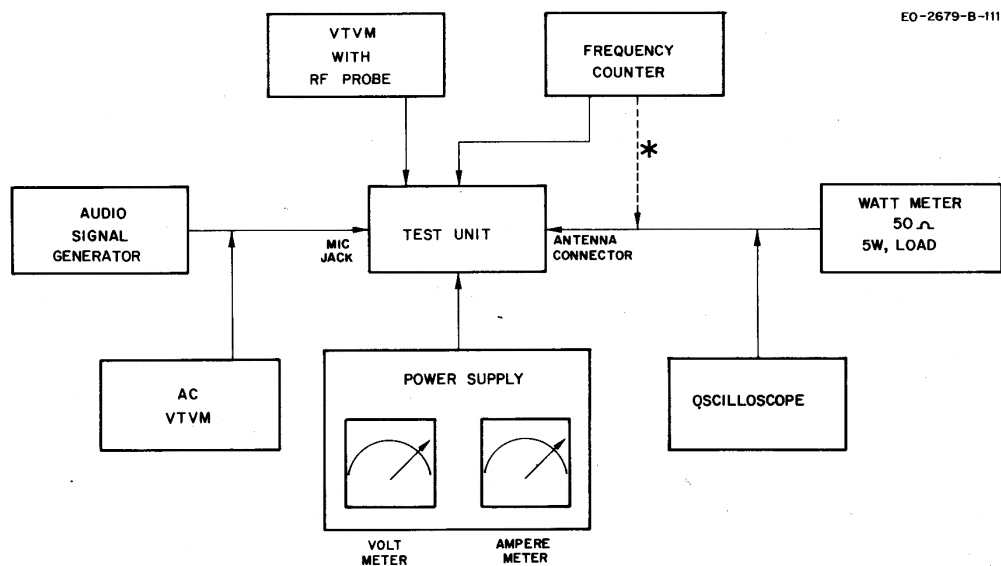 EO-2679-B-111
VTVM
WITH
RF PROBE
FREQUENCY
COUNTER
*
AUDIO
SIGNAL
GENERATOR
MIC
JACK
TEST UNIT
ANTENNA
CONNECTOR
WATT METER
50 Ω
5W, LOAD
AC
VTVM
POWER SUPPLY
OSCILLOSCOPE
VOLT
METER
AMPERE
METER